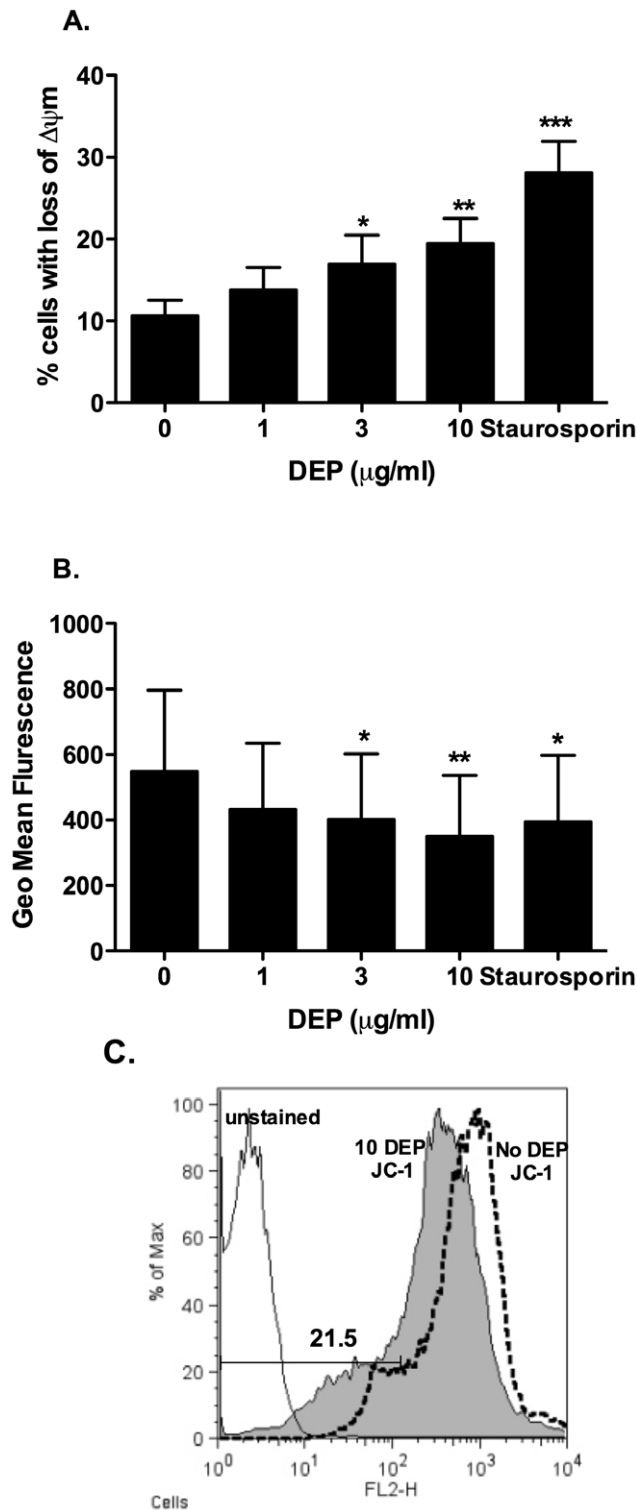 A.
% cells with loss of Δψm
40
30
20
10
0
*
**
***
0 1 3 10 Staurosporin
DEP (μg/ml)
B.
Geo Mean Flurescence
1000
800
600
400
200
0
*
**
*
0 1 3 10 Staurosporin
DEP (μg/ml)
C.
% of Max
100
80
60
40
20
0
unstained
10 DEP
JC-1
No DEP
JC-1
21.5
10⁰ 10¹ 10² 10³ 10⁴
FL2-H
Cells